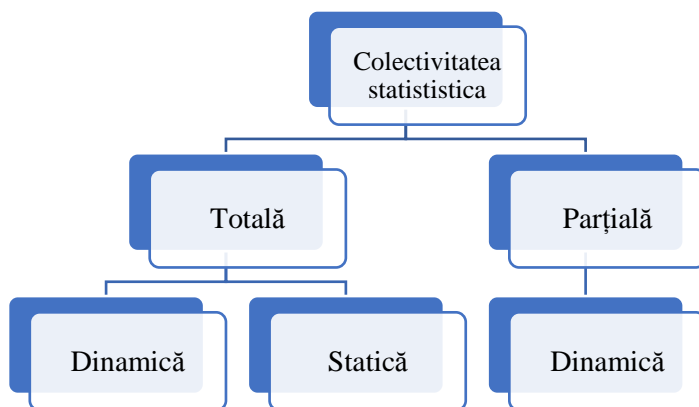 Colectivitatea
statististica
Totală
Parțială
Dinamică
Statică
Dinamică